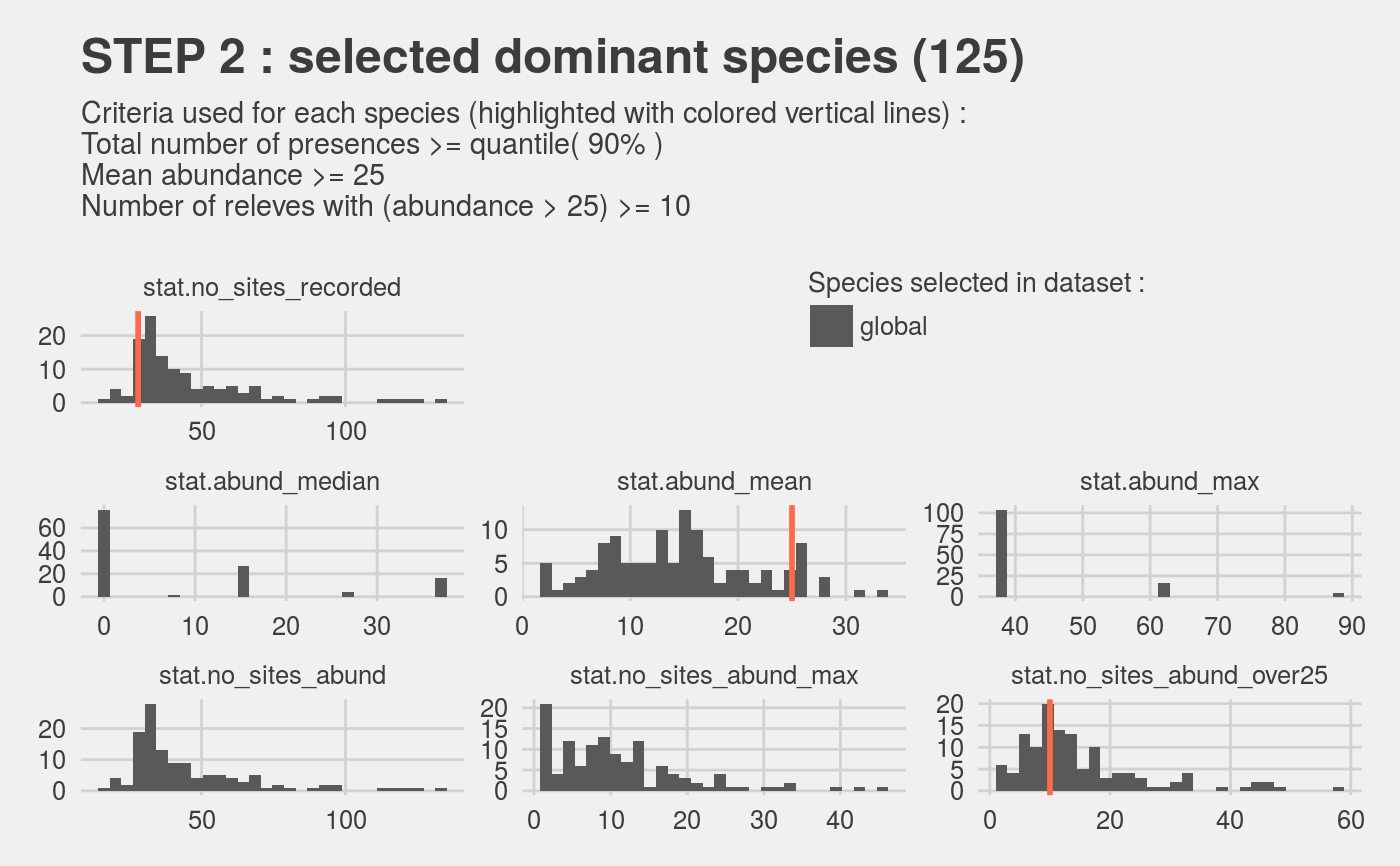 STEP 2 : selected dominant species (125)
Criteria used for each species (highlighted with colored vertical lines) :
Total number of presences >= quantile( 90% )
Mean abundance >= 25
Number of releves with (abundance > 25) >= 10
Species selected in dataset :
global
stat.no_sites_recorded
20
10
0
50 100
stat.abund_median
60
40
20
0
0 10 20 30
stat.abund_mean
10
5
0
0 10 20 30
stat.abund_max
100
75
50
25
0
40 50 60 70 80 90
stat.no_sites_abund
20
10
0
50 100
stat.no_sites_abund_max
20
15
10
5
0
0 10 20 30 40
stat.no_sites_abund_over25
20
15
10
5
0
0 20 40 60